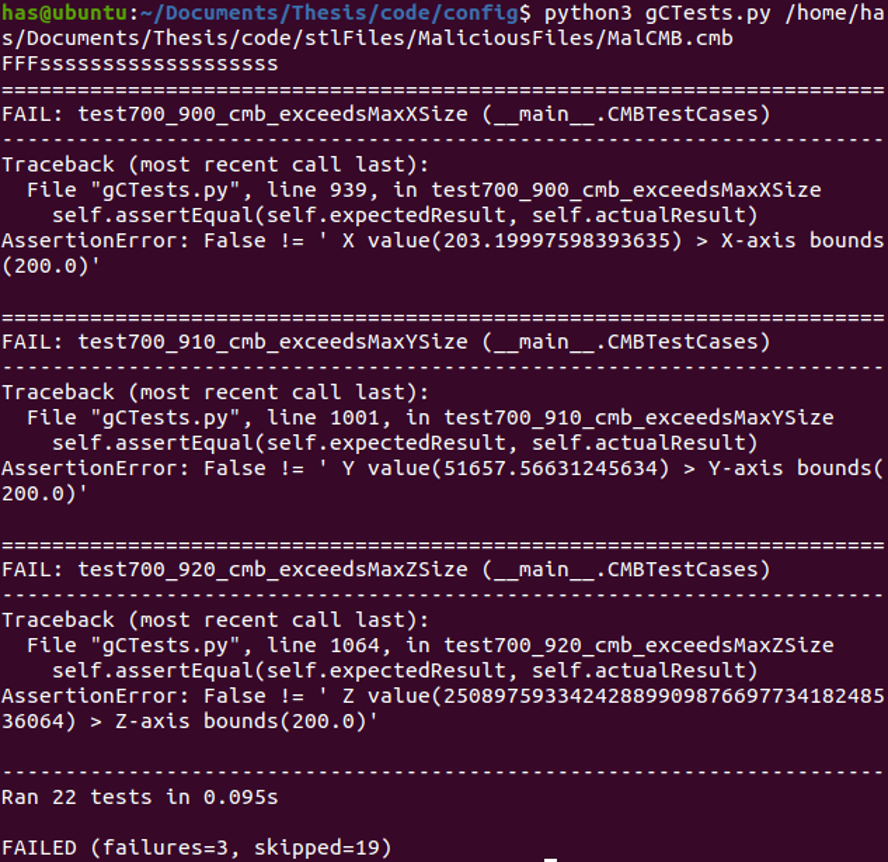 has@ubuntu:~/Documents/Thesis/code/config$ python3 gCTests.py /home/ha
s/Documents/Thesis/code/stlFiles/MaliciousFiles/MalCMB.cmb
FFFsssssssssssssssssss
======================================================================
FAIL: test700_900_cmb_exceedsMaxXSize (__main__.CMBTestCases)
----------------------------------------------------------------------
Traceback (most recent call last):
  File "gCTests.py", line 939, in test700_900_cmb_exceedsMaxXSize
    self.assertEqual(self.expectedResult, self.actualResult)
AssertionError: False != ' X value(203.19997598393635) > X-axis bounds
(200.0)'

======================================================================
FAIL: test700_910_cmb_exceedsMaxYSize (__main__.CMBTestCases)
----------------------------------------------------------------------
Traceback (most recent call last):
  File "gCTests.py", line 1001, in test700_910_cmb_exceedsMaxYSize
    self.assertEqual(self.expectedResult, self.actualResult)
AssertionError: False != ' Y value(51657.56631245634) > Y-axis bounds(
200.0)'

======================================================================
FAIL: test700_920_cmb_exceedsMaxZSize (__main__.CMBTestCases)
----------------------------------------------------------------------
Traceback (most recent call last):
  File "gCTests.py", line 1064, in test700_920_cmb_exceedsMaxZSize
    self.assertEqual(self.expectedResult, self.actualResult)
AssertionError: False != ' Z value(25089759334242889909876697734182485
36064) > Z-axis bounds(200.0)'

----------------------------------------------------------------------
Ran 22 tests in 0.095s

FAILED (failures=3, skipped=19)